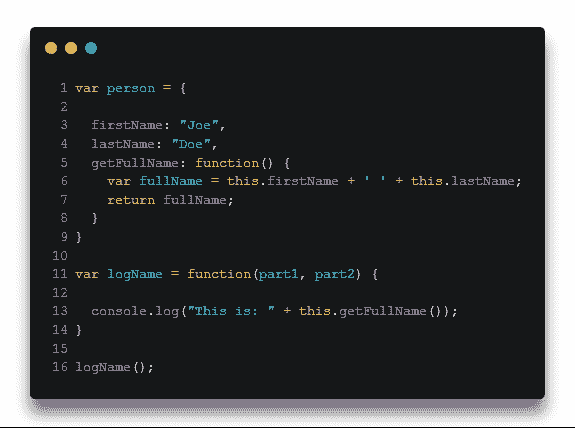 1 var person = {
2
3   firstName: "Joe",
4   lastName: "Doe",
5   getFullName: function() {
6     var fullName = this.firstName + ' ' + this.lastName;
7     return fullName;
8   }
9 }
10
11 var logName = function(part1, part2) {
12
13   console.log("This is: " + this.getFullName());
14 }
15
16 logName();